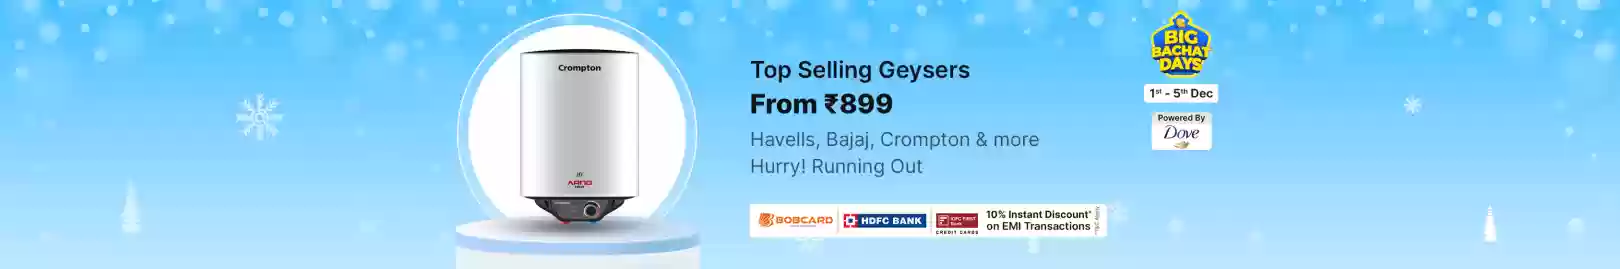 Crompton
ARNO
Top Selling Geysers
From ₹899
Havells, Bajaj, Crompton & more
Hurry! Running Out
BOBCARD
HDFC BANK
IDFC FIRST
Bank
CREDIT CARDS
10% Instant Discount*
on EMI Transactions
BIG
BACHAT
DAYS
1st - 5th Dec
Powered By
Dove